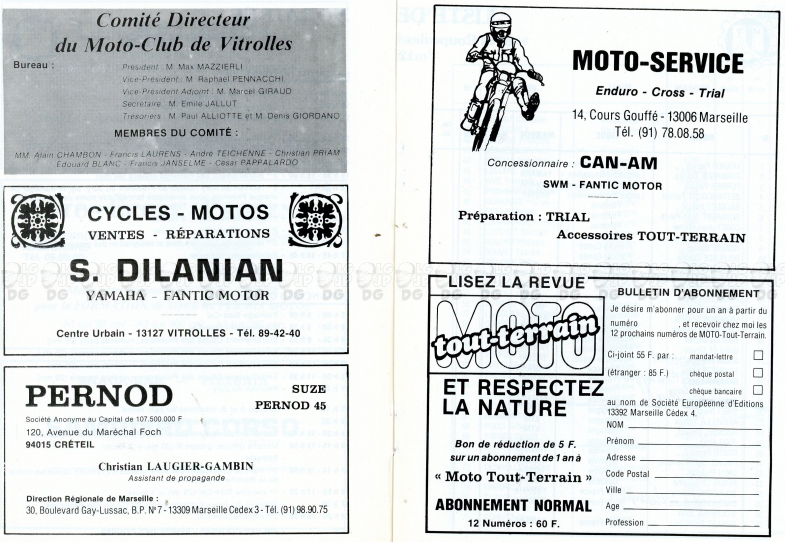 Comité Directeur
du Moto-Club de Vitrolles
Bureau :
Président : M. Max MAZZIERLI
Vice-Président : M. Raphaël PENNACCHI
Vice-Président Adjoint : M. Marcel GIRAUD
Secrétaire : M. Emile JALLUT
Trésoriers : M. Paul ALLIOTTE et M. Denis GIORDANO
MEMBRES DU COMITÉ :
MM. Alain CHAMBON - Francis LAURENS - André TEICHENNE - Christian PRIAM
Edouard BLANC - Francis JANSELME - César PAPPALARDO
CYCLES - MOTOS
VENTES - RÉPARATIONS
S. DILANIAN
YAMAHA - FANTIC MOTOR
Centre Urbain - 13127 VITROLLES - Tél. 89-42-40
PERNOD
SUZE
PERNOD 45
Société Anonyme au Capital de 107.500.000 F
120, Avenue du Maréchal Foch
94015 CRÉTEIL
Christian LAUGIER-GAMBIN
Assistant de propagande
Direction Régionale de Marseille :
30, Boulevard Gay-Lussac, B.P. N° 7 - 13309 Marseille Cedex 3 - Tél. (91) 98.90.75
MOTO-SERVICE
Enduro - Cross - Trial
14, Cours Gouffé - 13006 Marseille
Tél. (91) 78.08.58
Concessionnaire : CAN-AM
SWM - FANTIC MOTOR
Préparation : TRIAL
Accessoires TOUT-TERRAIN
LISEZ LA REVUE
MOTO
tout-terrain
ET RESPECTEZ
LA NATURE
Bon de réduction de 5 F.
sur un abonnement de 1 an à
« Moto Tout-Terrain »
ABONNEMENT NORMAL
12 Numéros : 60 F.
BULLETIN D'ABONNEMENT
Je désire m'abonner pour un an à partir du
numéro , et recevoir chez moi les
12 prochains numéros de MOTO-Tout-Terrain.
Ci-joint 55 F. par : mandat-lettre
(étranger : 85 F.) chèque postal
chèque bancaire
au nom de Société Européenne d'Editions
13392 Marseille Cédex 4.
NOM
Prénom
Adresse
Code Postal
Ville
Age
Profession